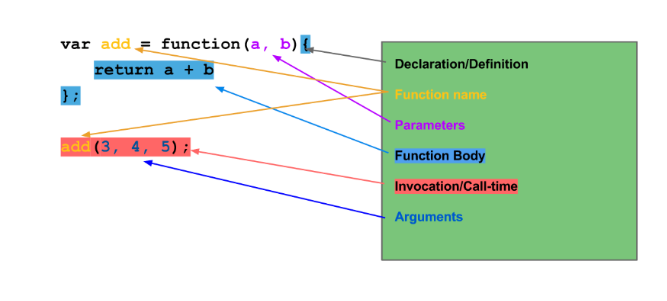 var add = function(a, b){
return a + b
};
add(3, 4, 5);
Declaration/Definition
Function name
Parameters
Function Body
Invocation/Call-time
Arguments